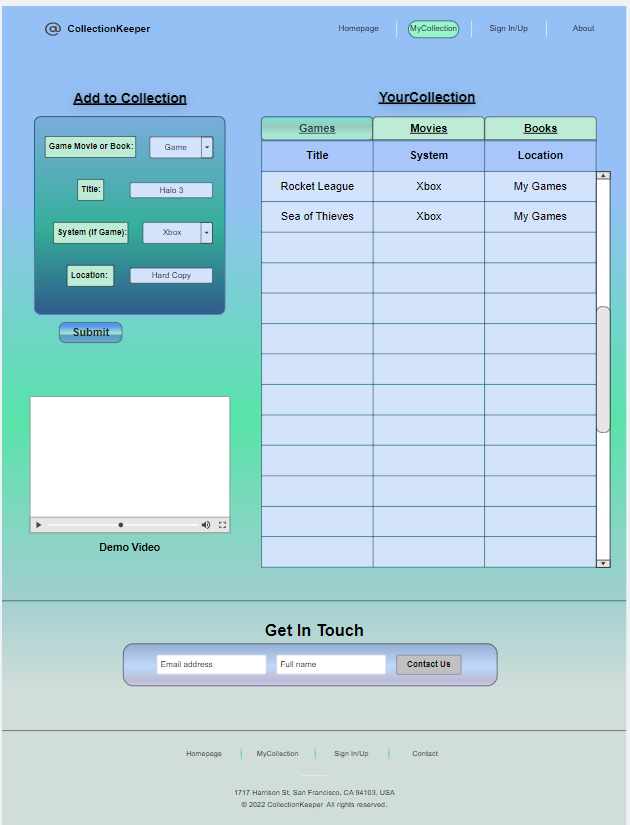 @ CollectionKeeper
Homepage
MyCollection
Sign In/Up
About
Add to Collection
Game Movie or Book:
Game
Title:
Halo 3
System (If Game):
Xbox
Location:
Hard Copy
Submit
Demo Video
YourCollection
Games Movies Books
Title System Location
Rocket League Xbox My Games
Sea of Thieves Xbox My Games
Get In Touch
Email address
Full name
Contact Us
Homepage
MyCollection
Sign In/Up
Contact
1717 Harrison St, San Francisco, CA 94103, USA
© 2022 CollectionKeeper All rights reserved.